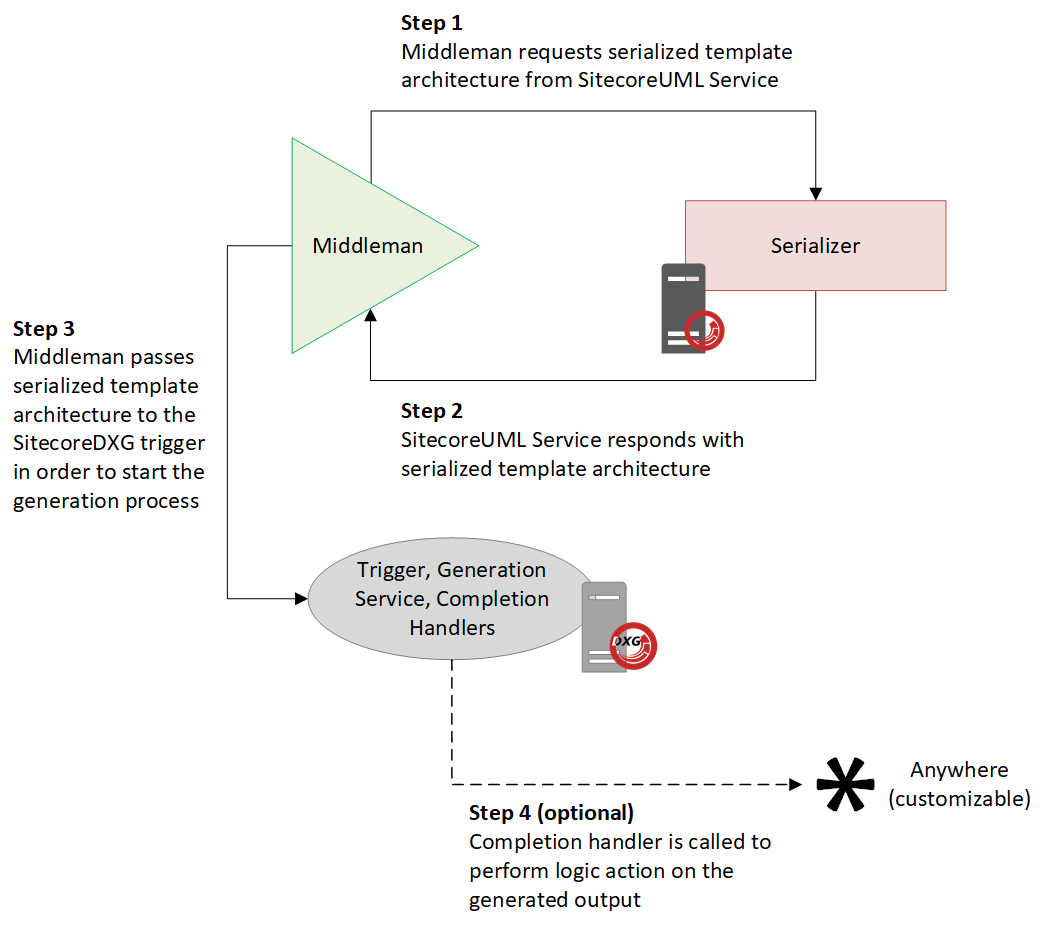 Step 1
Middleman requests serialized template
architecture from SitecoreUML Service
Middleman
Serializer
Step 3
Middleman passes
serialized template
architecture to the
SitecoreDXG trigger
in order to start the
generation process
Step 2
SitecoreUML Service responds with
serialized template architecture
Trigger, Generation
Service, Completion
Handlers
DXG
Anywhere
(customizable)
Step 4 (optional)
Completion handler is called to
perform logic action on the
generated output